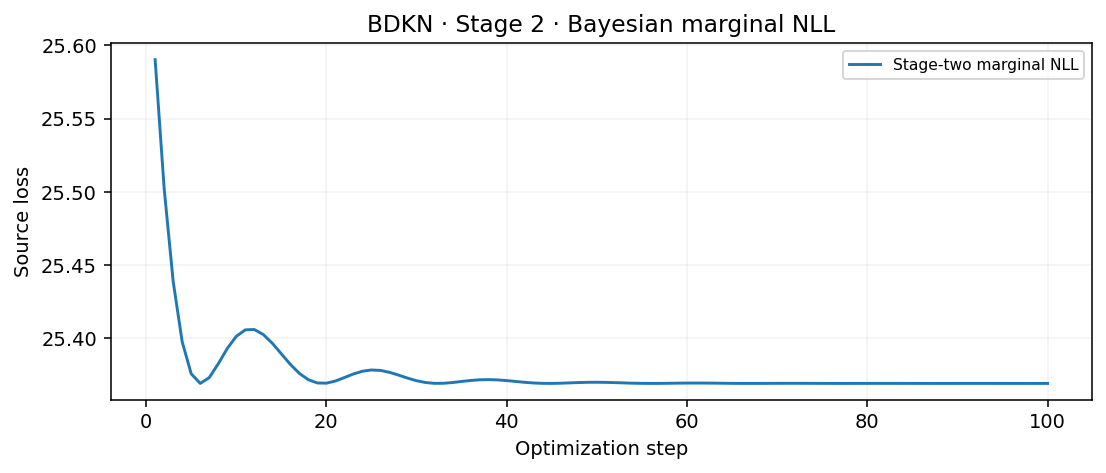 BDKN · Stage 2 · Bayesian marginal NLL
Stage-two marginal NLL
Source loss
25.60
25.55
25.50
25.45
25.40
0 20 40 60 80 100
Optimization step